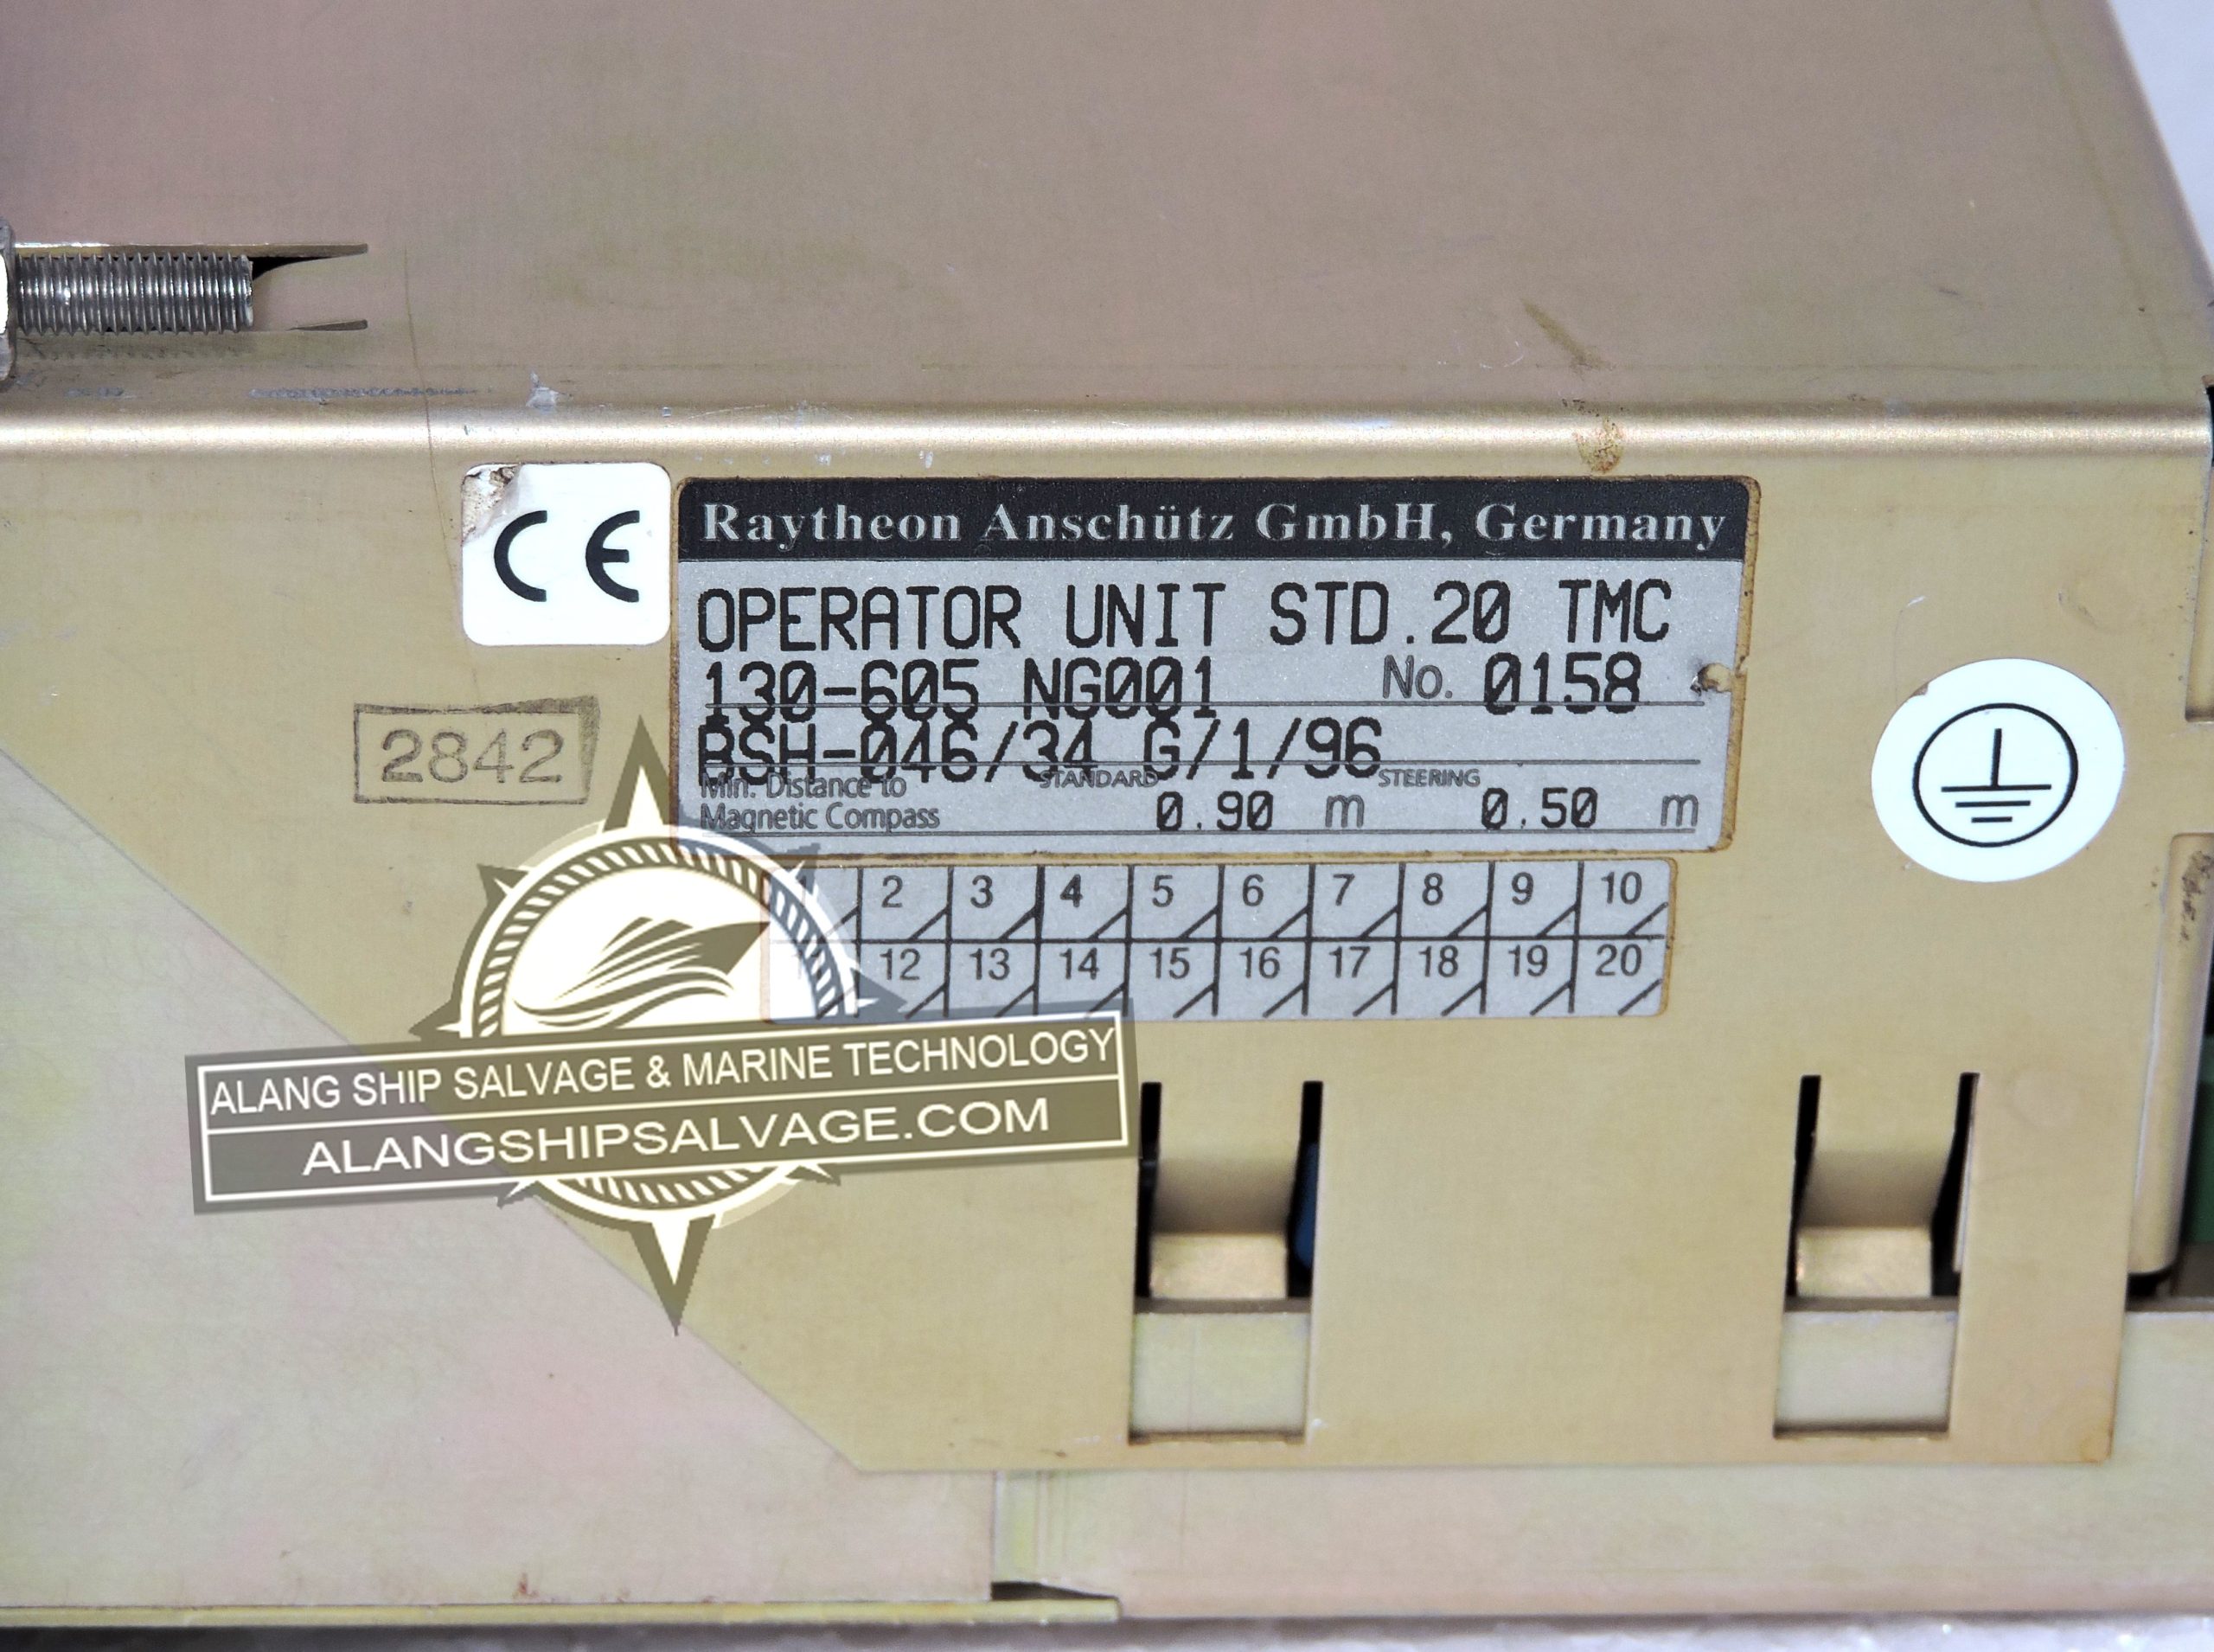 CE
Raytheon Anschütz GmbH, Germany
OPERATOR UNIT STD.20 TMC
130-605 NG001 No. 0158
BSH-046/34 G/1/96
Min. Distance to STANDARD STEERING
Magnetic Compass 0.90 m 0.50 m
2842
1 2 3 4 5 6 7 8 9 10
12 13 14 15 16 17 18 19 20
ALANG SHIP SALVAGE & MARINE TECHNOLOGY
ALANGSHIPSALVAGE.COM